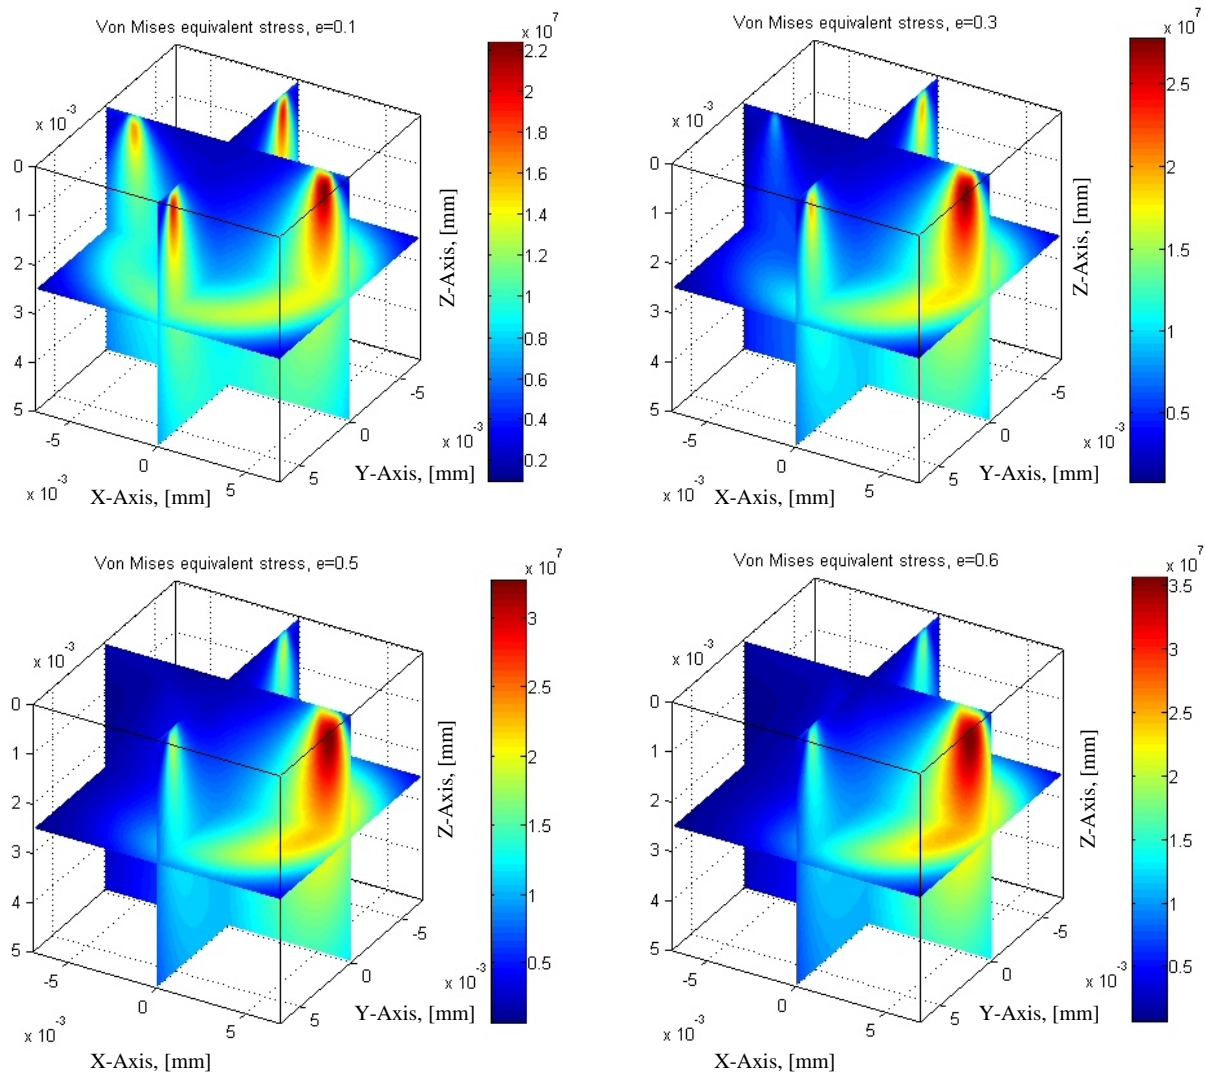 Von Mises equivalent stress, e=0.1
x 10^7
2.2
2
1.8
1.6
1.4
1.2
1
0.8
0.6
0.4
0.2
x 10^-3
0
1
2
3
4
5
Z-Axis, [mm]
-5
0
5
x 10^-3
X-Axis, [mm]
-5
0
5
x 10^-3
Y-Axis, [mm]
Von Mises equivalent stress, e=0.3
x 10^7
2.5
2
1.5
1
0.5
x 10^-3
0
1
2
3
4
5
Z-Axis, [mm]
-5
0
5
x 10^-3
X-Axis, [mm]
-5
0
5
x 10^-3
Y-Axis, [mm]
Von Mises equivalent stress, e=0.5
x 10^7
3
2.5
2
1.5
1
0.5
x 10^-3
0
1
2
3
4
5
Z-Axis, [mm]
-5
0
5
x 10^-3
X-Axis, [mm]
-5
0
5
x 10^-3
Y-Axis, [mm]
Von Mises equivalent stress, e=0.6
x 10^7
3.5
3
2.5
2
1.5
1
0.5
x 10^-3
0
1
2
3
4
5
Z-Axis, [mm]
-5
0
5
x 10^-3
X-Axis, [mm]
-5
0
5
x 10^-3
Y-Axis, [mm]